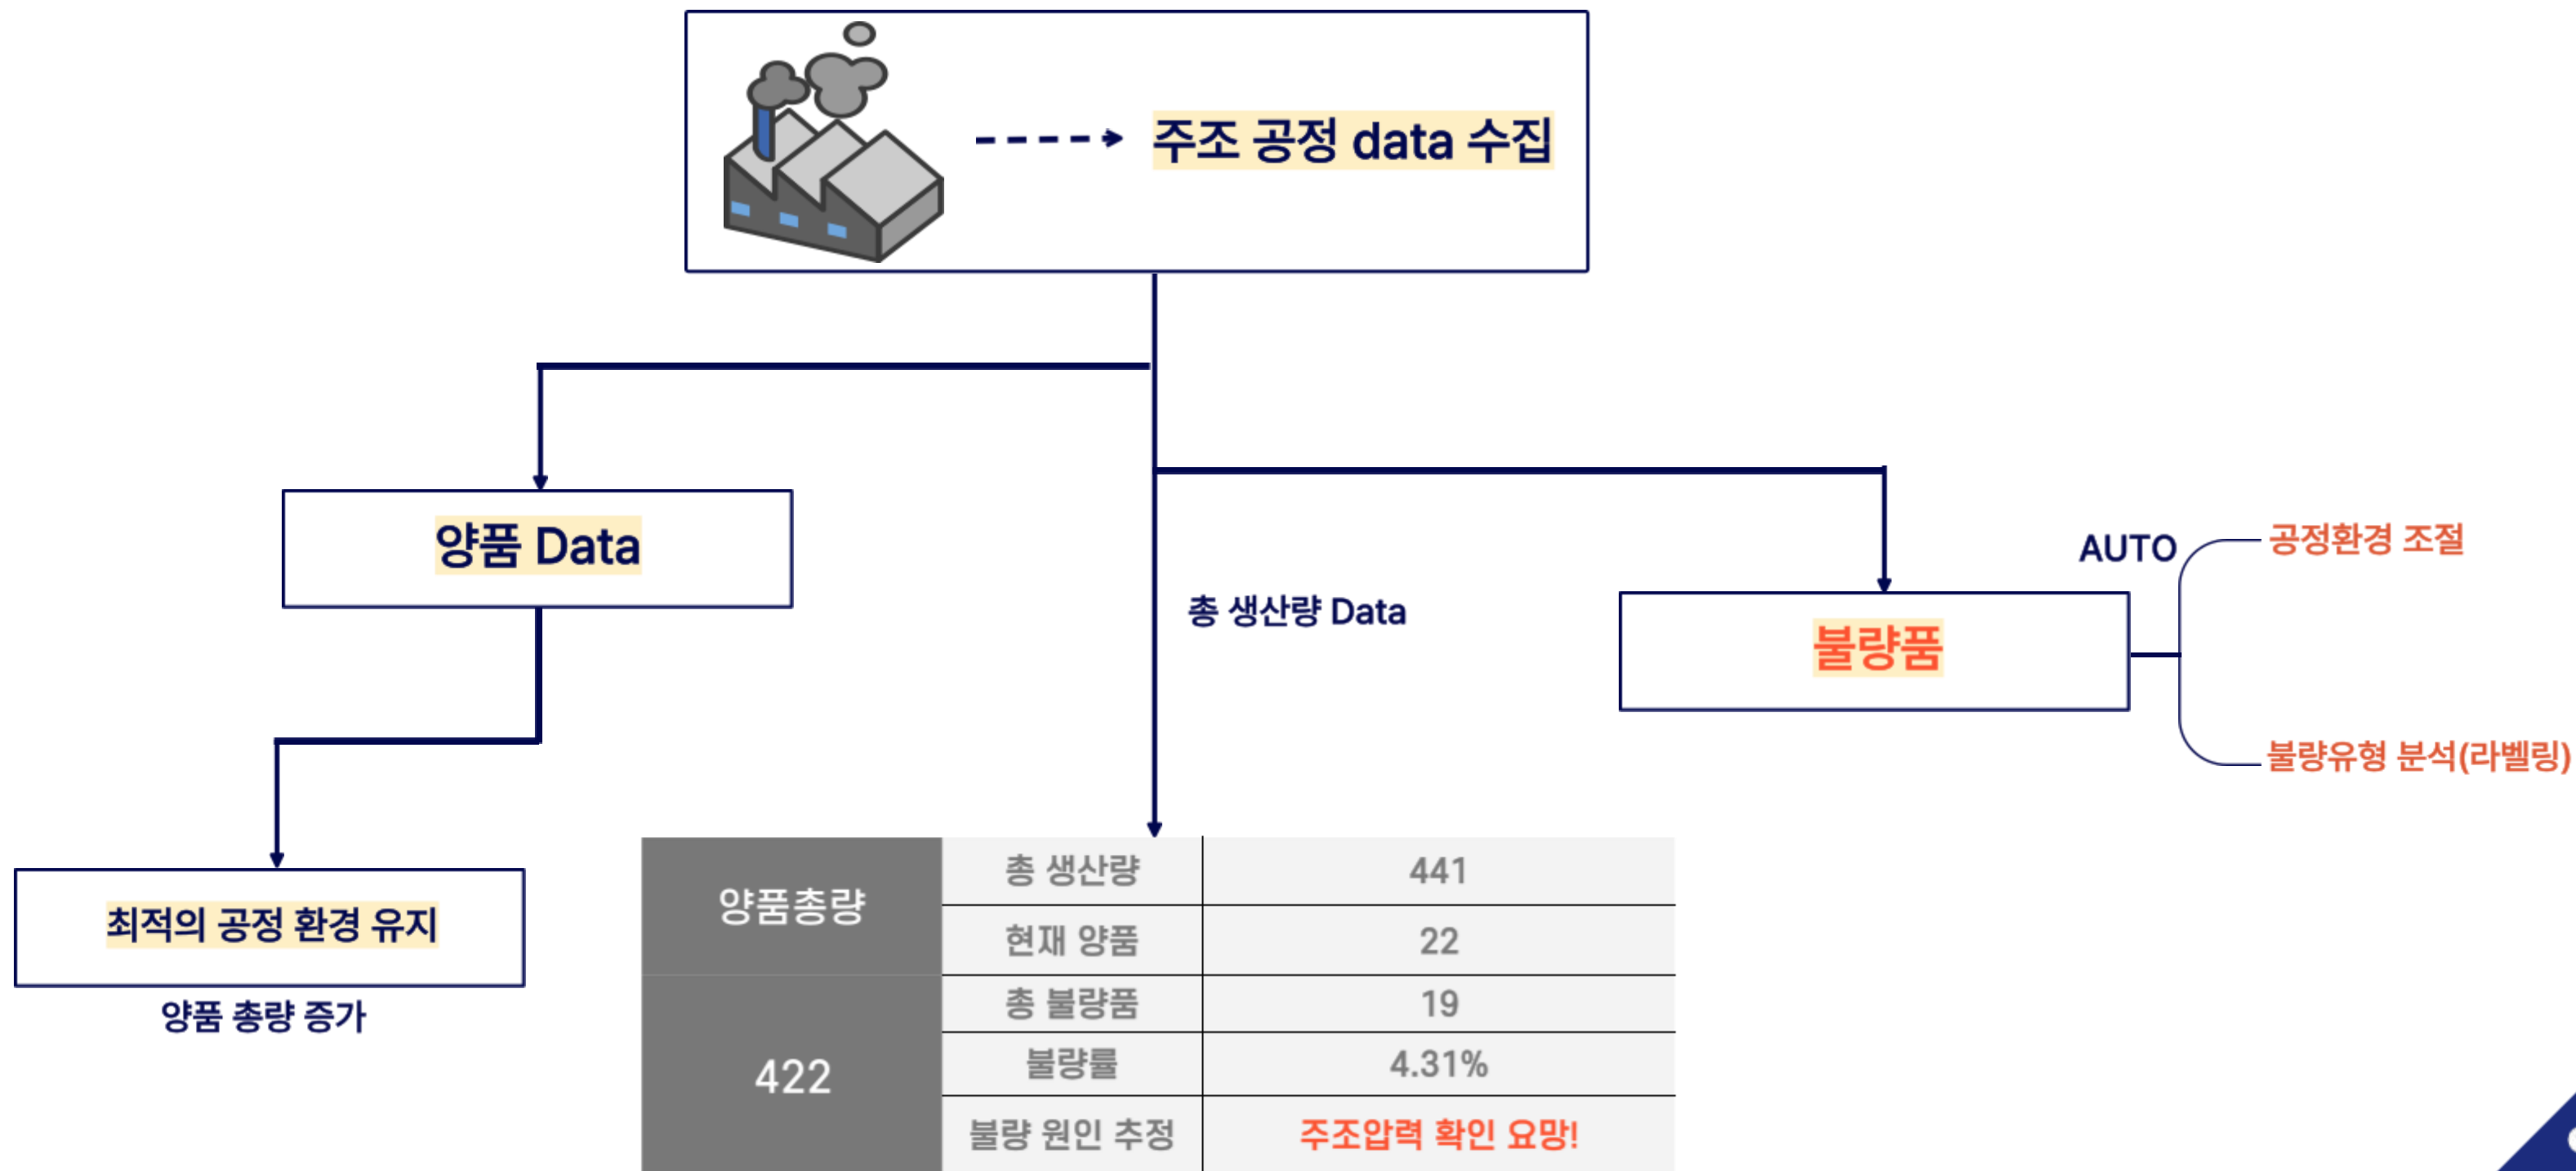 주조 공정 data 수집
양품 Data
총 생산량 Data
불량품
AUTO
공정환경 조절
불량유형 분석(라벨링)
최적의 공정 환경 유지
양품 총량 증가
양품총량
422
총 생산량 441
현재 양품 22
총 불량품 19
불량률 4.31%
불량 원인 추정 주조압력 확인 요망!